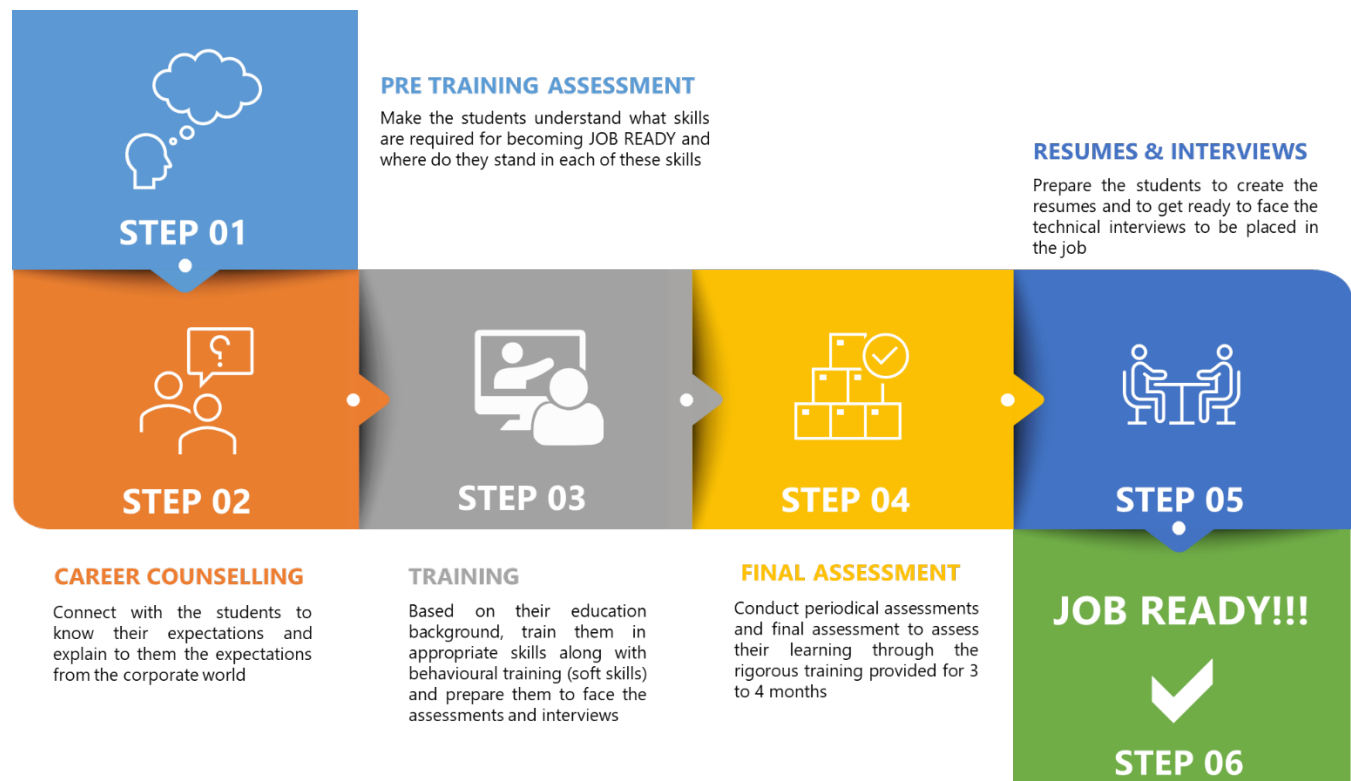 STEP 01
PRE TRAINING ASSESSMENT
Make the students understand what skills
are required for becoming JOB READY and
where do they stand in each of these skills
STEP 02
CAREER COUNSELLING
Connect with the students to
know their expectations and
explain to them the expectations
from the corporate world
STEP 03
TRAINING
Based on their education
background, train them in
appropriate skills along with
behavioural training (soft skills)
and prepare them to face the
assessments and interviews
STEP 04
FINAL ASSESSMENT
Conduct periodical assessments
and final assessment to assess
their learning through the
rigorous training provided for 3
to 4 months
RESUMES & INTERVIEWS
Prepare the students to create the
resumes and to get ready to face the
technical interviews to be placed in
the job
?
STEP 05
JOB READY!!!
STEP 06